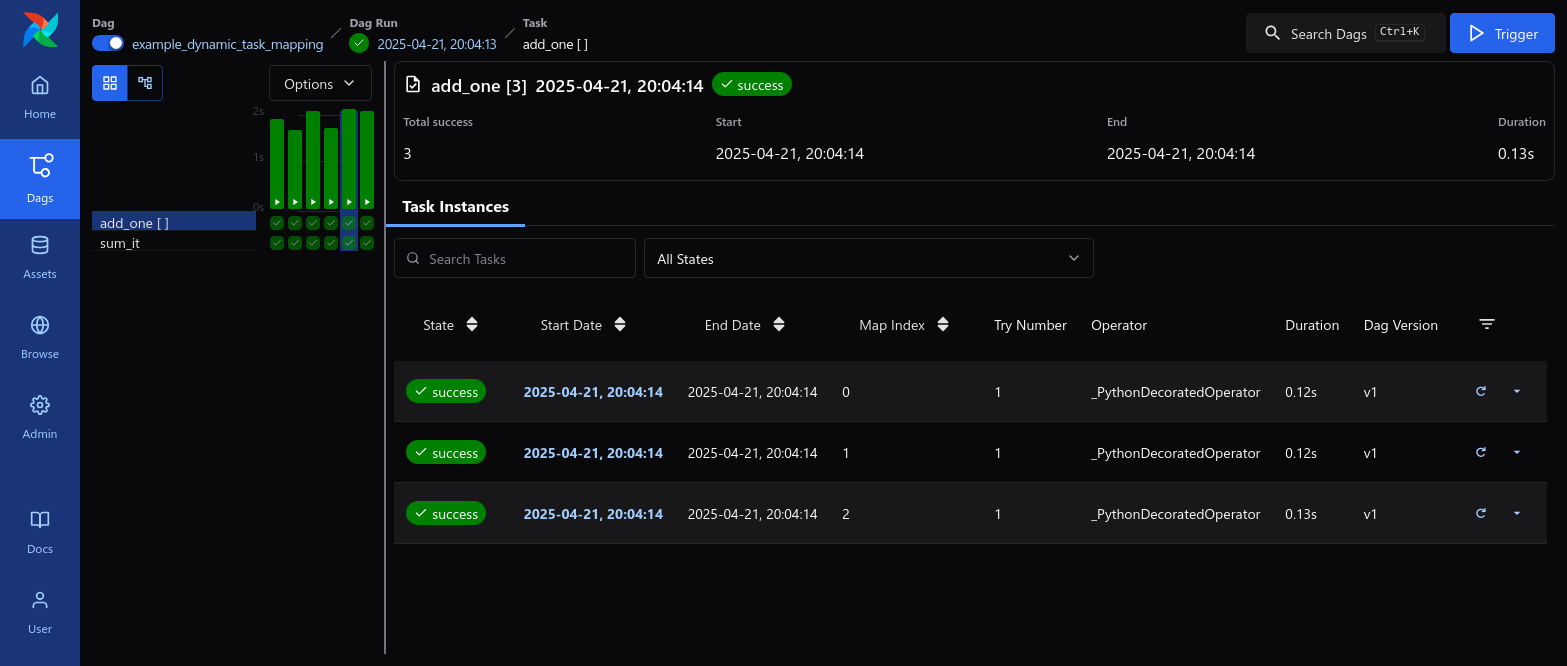 Dag
example_dynamic_task_mapping
Dag Run
2025-04-21, 20:04:13
Task
add_one [ ]
Search Dags Ctrl+K
Trigger
Home
Dags
Assets
Browse
Admin
Docs
User
Options
2s
1s
0s
add_one [ ]
sum_it
add_one [3] 2025-04-21, 20:04:14 success
Total success Start End Duration
3 2025-04-21, 20:04:14 2025-04-21, 20:04:14 0.13s
Task Instances
Search Tasks All States
State Start Date End Date Map Index Try Number Operator Duration Dag Version
success 2025-04-21, 20:04:14 2025-04-21, 20:04:14 0 1 _PythonDecoratedOperator 0.12s v1
success 2025-04-21, 20:04:14 2025-04-21, 20:04:14 1 1 _PythonDecoratedOperator 0.12s v1
success 2025-04-21, 20:04:14 2025-04-21, 20:04:14 2 1 _PythonDecoratedOperator 0.13s v1